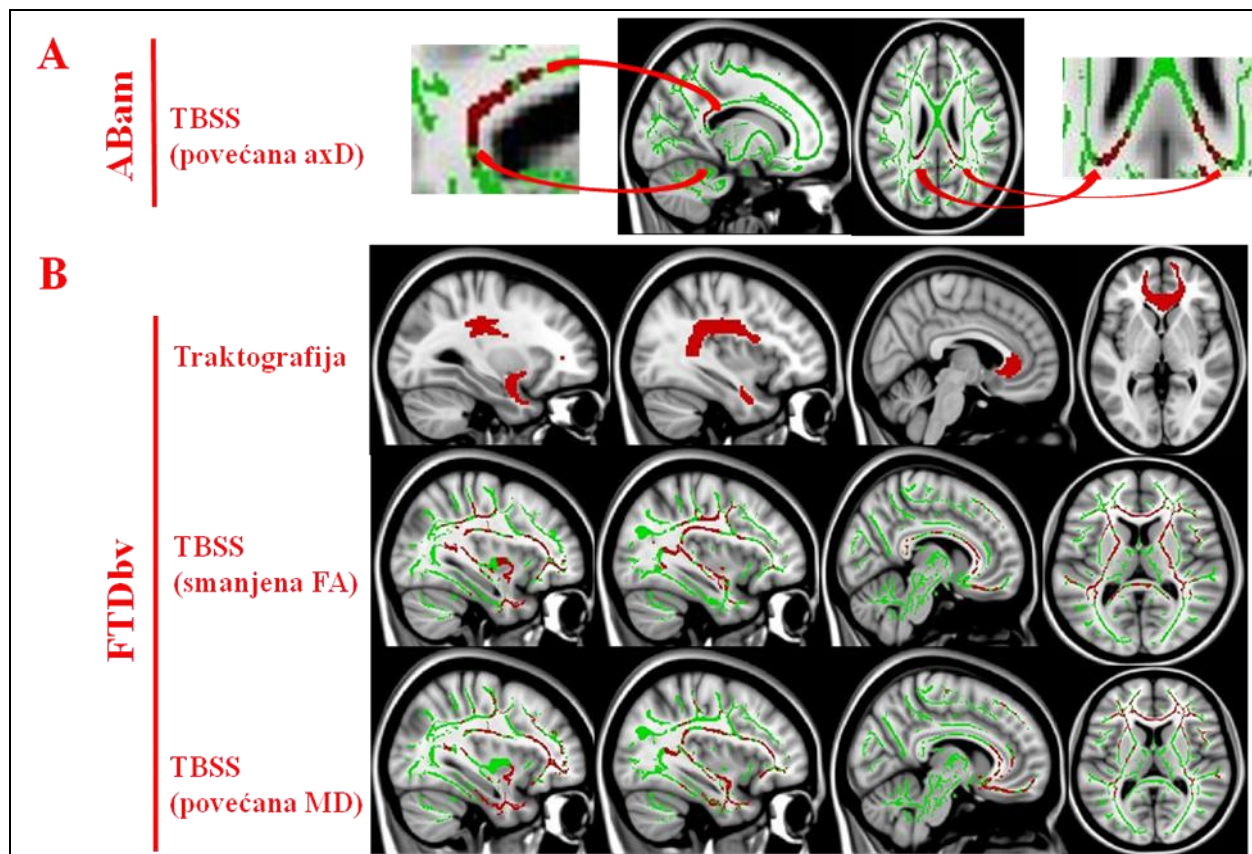 A
ABam
TBSS
(povećana axD)
B
FTDbv
Traktografija
TBSS
(smanjena FA)
TBSS
(povećana MD)